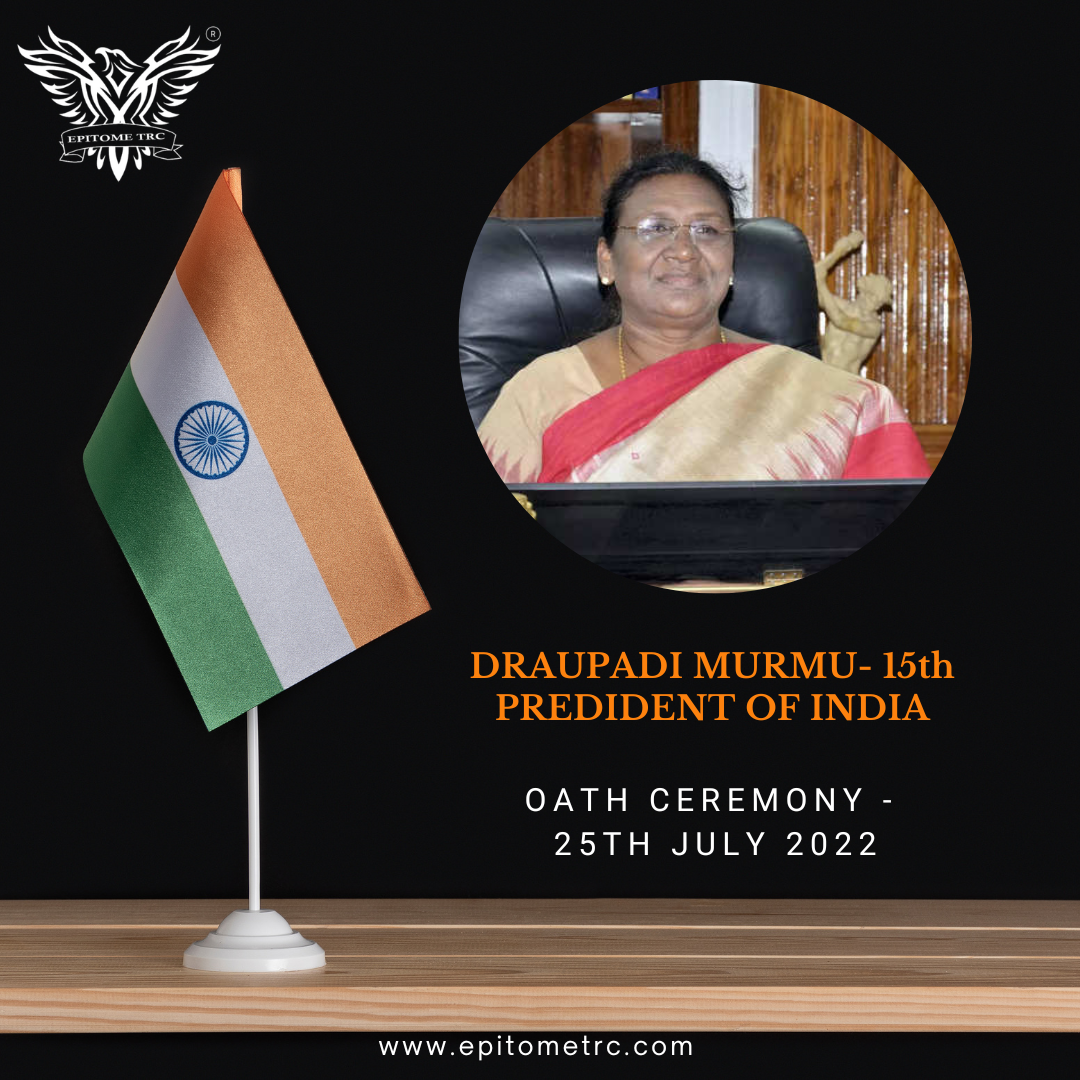 ®
EPITOME TRC
DRAUPADI MURMU- 15th
PREDIDENT OF INDIA
OATH CEREMONY -
25TH JULY 2022
www.epitometrc.com